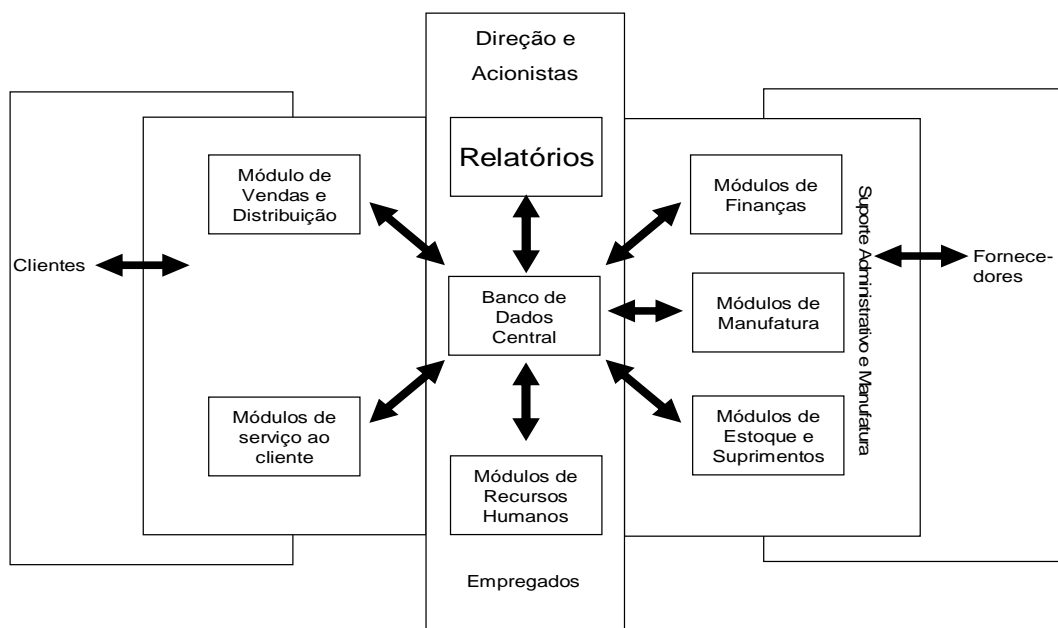 Direção e
Acionistas
Relatórios
Módulo de
Vendas e
Distribuição
Módulos de
Finanças
Clientes
Banco de
Dados
Central
Módulos de
Manufatura
Suporte Administrativo e Manufatura
Fornece-
dores
Módulos de
serviço ao
cliente
Módulos de
Recursos
Humanos
Módulos de
Estoque e
Suprimentos
Empregados